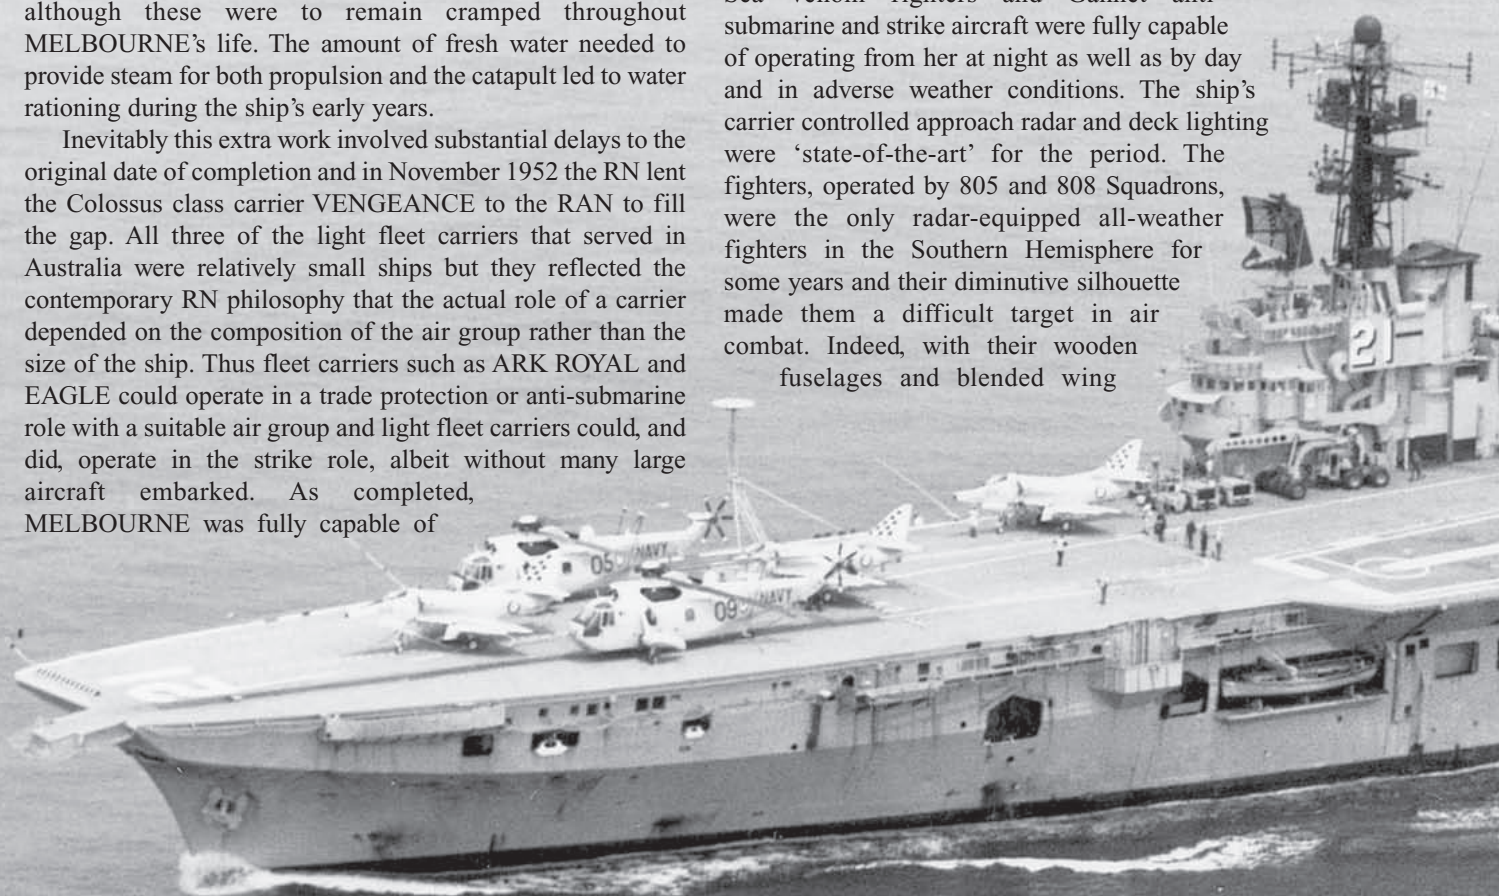 although these were to remain cramped throughout
MELBOURNE's life. The amount of fresh water needed to
provide steam for both propulsion and the catapult led to water
rationing during the ship's early years.
Inevitably this extra work involved substantial delays to the
original date of completion and in November 1952 the RN lent
the Colossus class carrier VENGEANCE to the RAN to fill
the gap. All three of the light fleet carriers that served in
Australia were relatively small ships but they reflected the
contemporary RN philosophy that the actual role of a carrier
depended on the composition of the air group rather than the
size of the ship. Thus fleet carriers such as ARK ROYAL and
EAGLE could operate in a trade protection or anti-submarine
role with a suitable air group and light fleet carriers could, and
did, operate in the strike role, albeit without many large
aircraft embarked. As completed,
MELBOURNE was fully capable of
Sea Venom fighters and Gannet anti-
submarine and strike aircraft were fully capable
of operating from her at night as well as by day
and in adverse weather conditions. The ship's
carrier controlled approach radar and deck lighting
were ‘state-of-the-art’ for the period. The
fighters, operated by 805 and 808 Squadrons,
were the only radar-equipped all-weather
fighters in the Southern Hemisphere for
some years and their diminutive silhouette
made them a difficult target in air
combat. Indeed, with their wooden
fuselages and blended wing
21
05 NAVY
09 NAVY